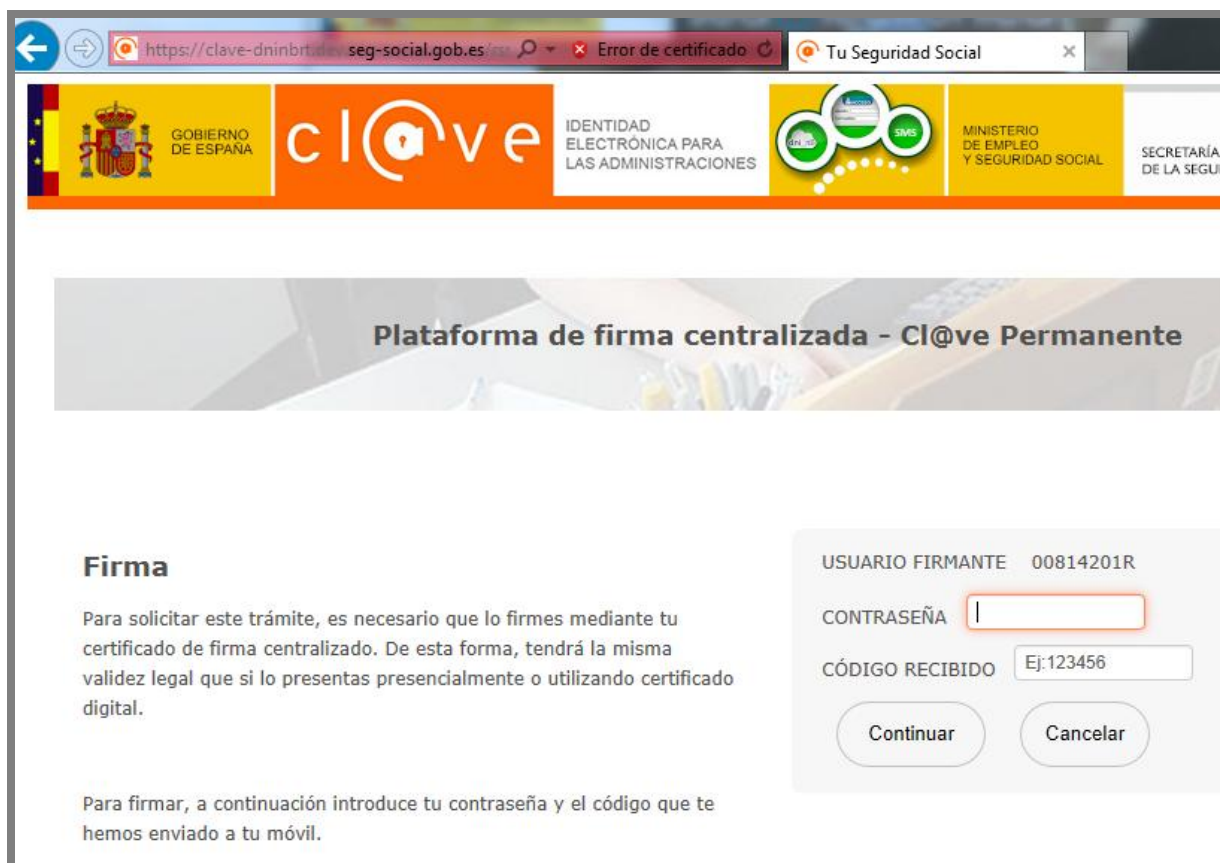 https://clave-dninbrt.dev.seg-social.gob.es Error de certificado Tu Seguridad Social
GOBIERNO
DE ESPAÑA
cl@ve
IDENTIDAD
ELECTRÓNICA PARA
LAS ADMINISTRACIONES
SMS
MINISTERIO
DE EMPLEO
Y SEGURIDAD SOCIAL
SECRETARÍA
DE LA SEGU
Plataforma de firma centralizada - Cl@ve Permanente
Firma
Para solicitar este trámite, es necesario que lo firmes mediante tu
certificado de firma centralizado. De esta forma, tendrá la misma
validez legal que si lo presentas presencialmente o utilizando certificado
digital.
Para firmar, a continuación introduce tu contraseña y el código que te
hemos enviado a tu móvil.
USUARIO FIRMANTE 00814201R
CONTRASEÑA
CÓDIGO RECIBIDO Ej:123456
Continuar Cancelar